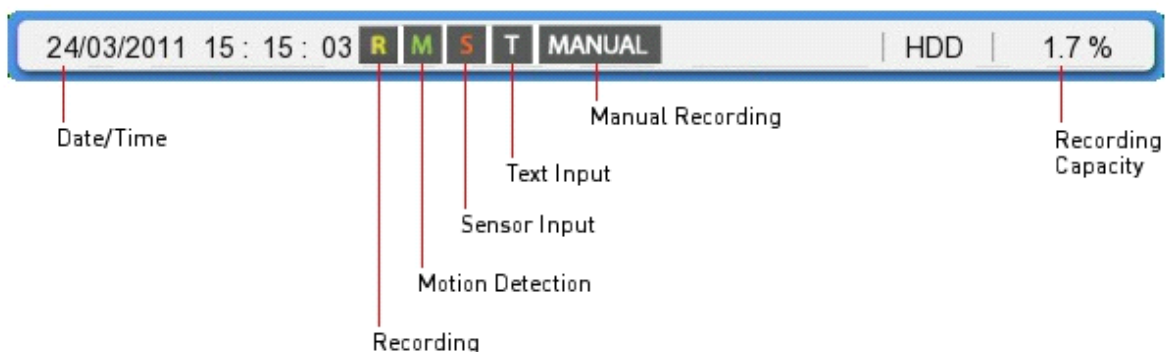 24/03/2011 15 : 15 : 03 R M S T MANUAL | HDD | 1.7 %
Date/Time
Manual Recording
Recording
Capacity
Text Input
Sensor Input
Motion Detection
Recording